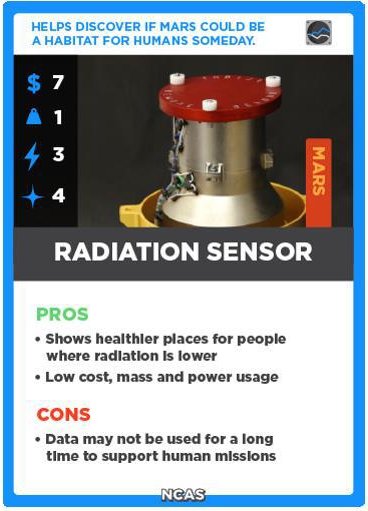 HELPS DISCOVER IF MARS COULD BE
A HABITAT FOR HUMANS SOMEDAY.
$ 7
1
3
4
MARS
RADIATION SENSOR
PROS
• Shows healthier places for people
where radiation is lower
• Low cost, mass and power usage
CONS
• Data may not be used for a long
time to support human missions
NCAS